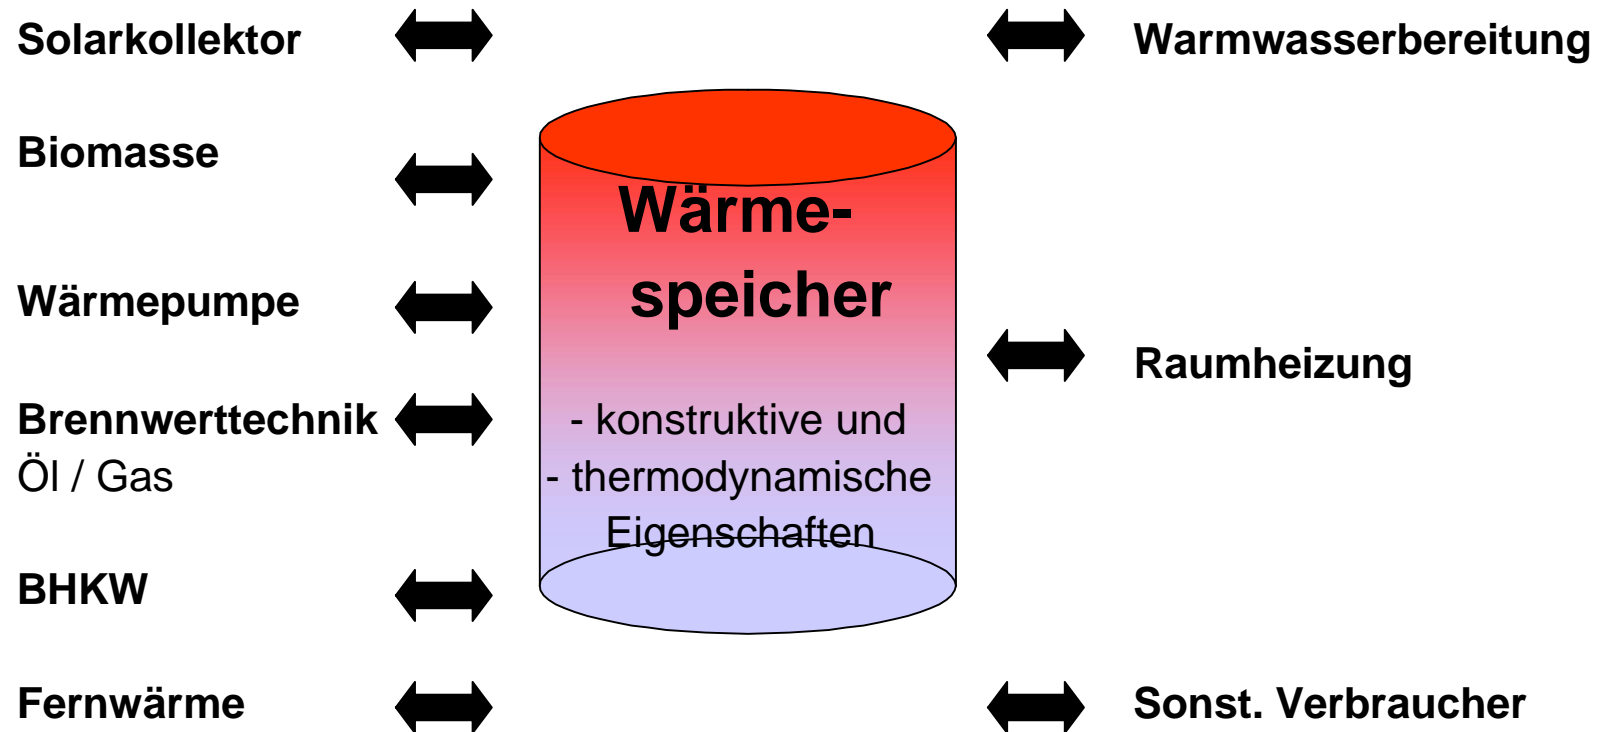 Solarkollektor
Biomasse
Wärmepumpe
Brennwerttechnik
Öl / Gas
BHKW
Fernwärme
Wärme-
speicher
- konstruktive und
- thermodynamische
Eigenschaften
Warmwasserbereitung
Raumheizung
Sonst. Verbraucher